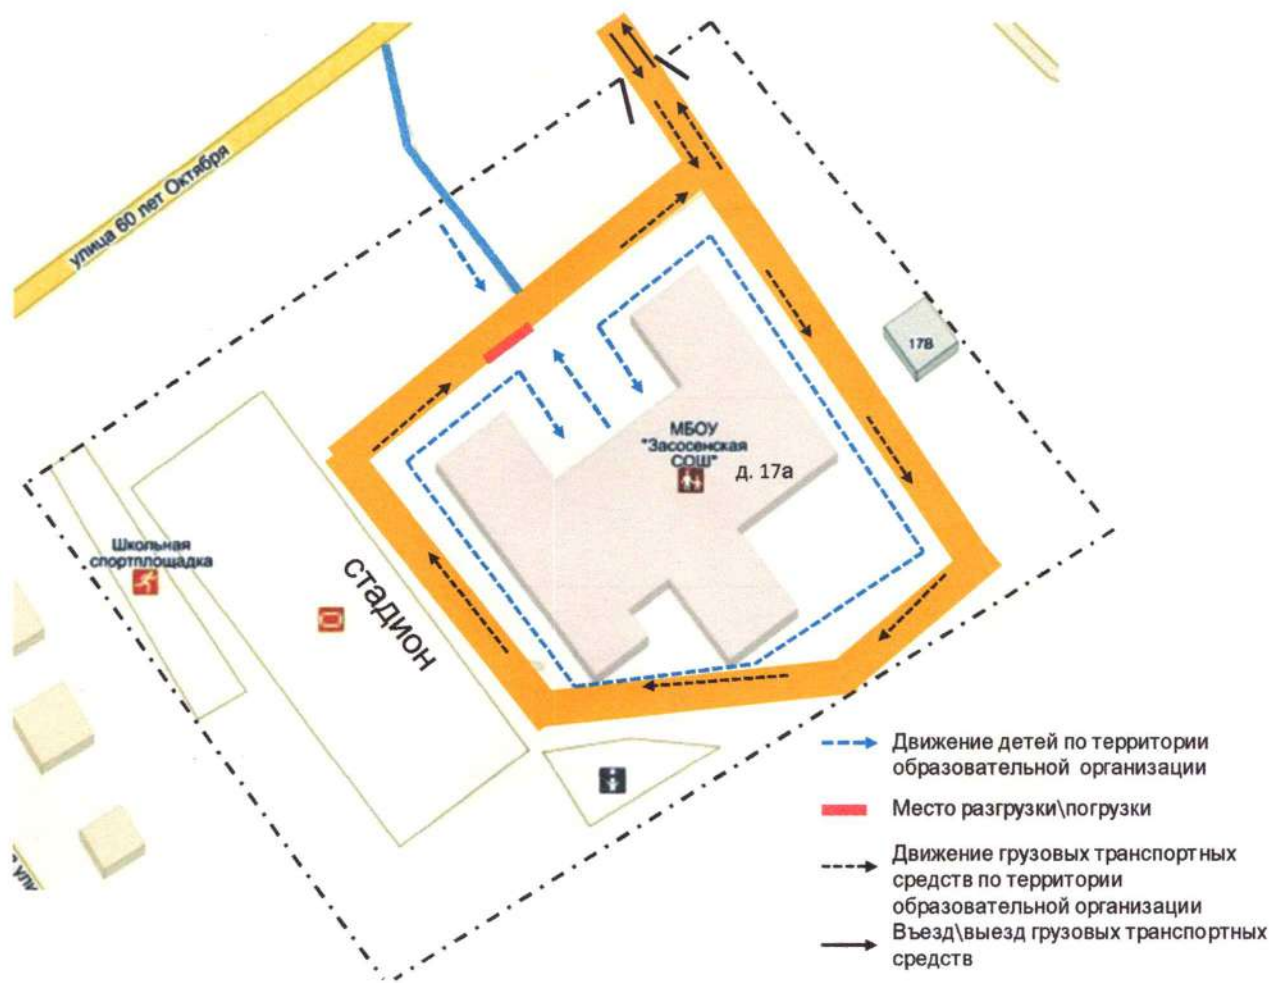 улица 60 лет Октября
17В
МБОУ
"Засосенская
СОШ"
д. 17а
Школьная
спортплощадка
стадион
Движение детей по территории
образовательной организации
Место разгрузки\погрузки
Движение грузовых транспортных
средств по территории
образовательной организации
Въезд\выезд грузовых транспортных
средств